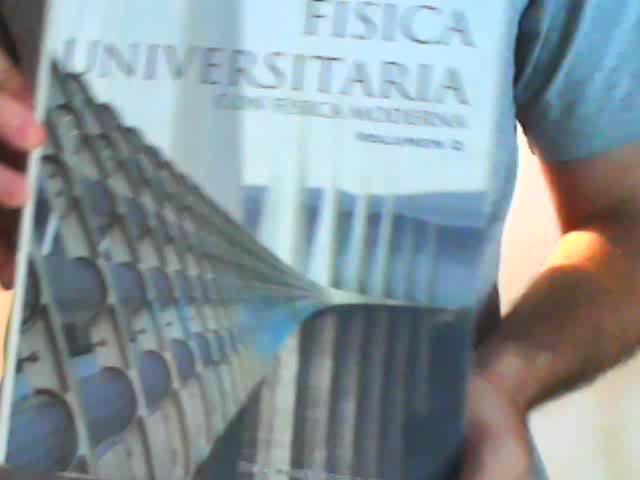 FISICA
UNIVERSITARIA
CON FISICA MODERNA
VOLUMEN 2